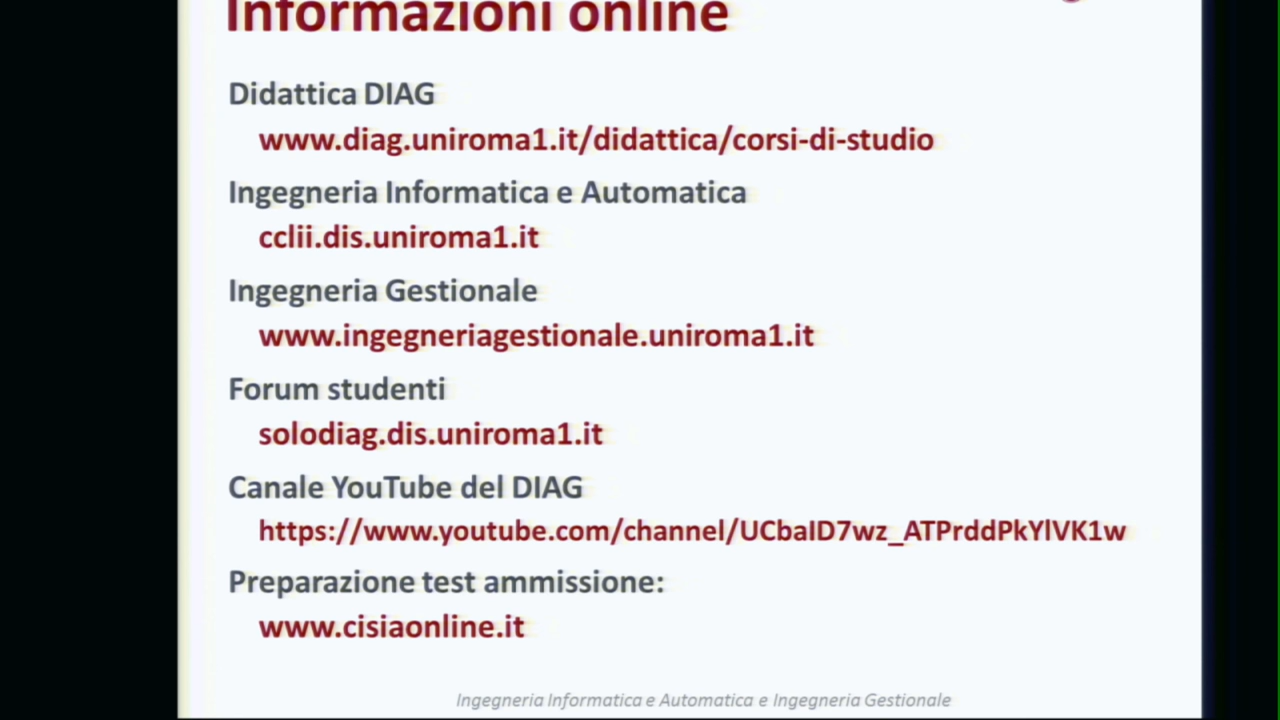 Informazioni online
Didattica DIAG
www.diag.uniroma1.it/didattica/corsi-di-studio
Ingegneria Informatica e Automatica
cclii.dis.uniroma1.it
Ingegneria Gestionale
www.ingegneriagestionale.uniroma1.it
Forum studenti
solodiag.dis.uniroma1.it
Canale YouTube del DIAG
https://www.youtube.com/channel/UCbaID7wz_ATPrddPkYlVK1w
Preparazione test ammissione:
www.cisiaonline.it
Ingegneria Informatica e Automatica e Ingegneria Gestionale